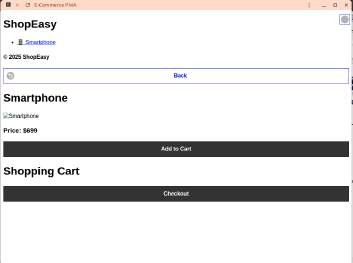 E-Commerce PWA
ShopEasy
Smartphone
© 2025 ShopEasy
Back
Smartphone
Smartphone
Price: $699
Add to Cart
Shopping Cart
Checkout